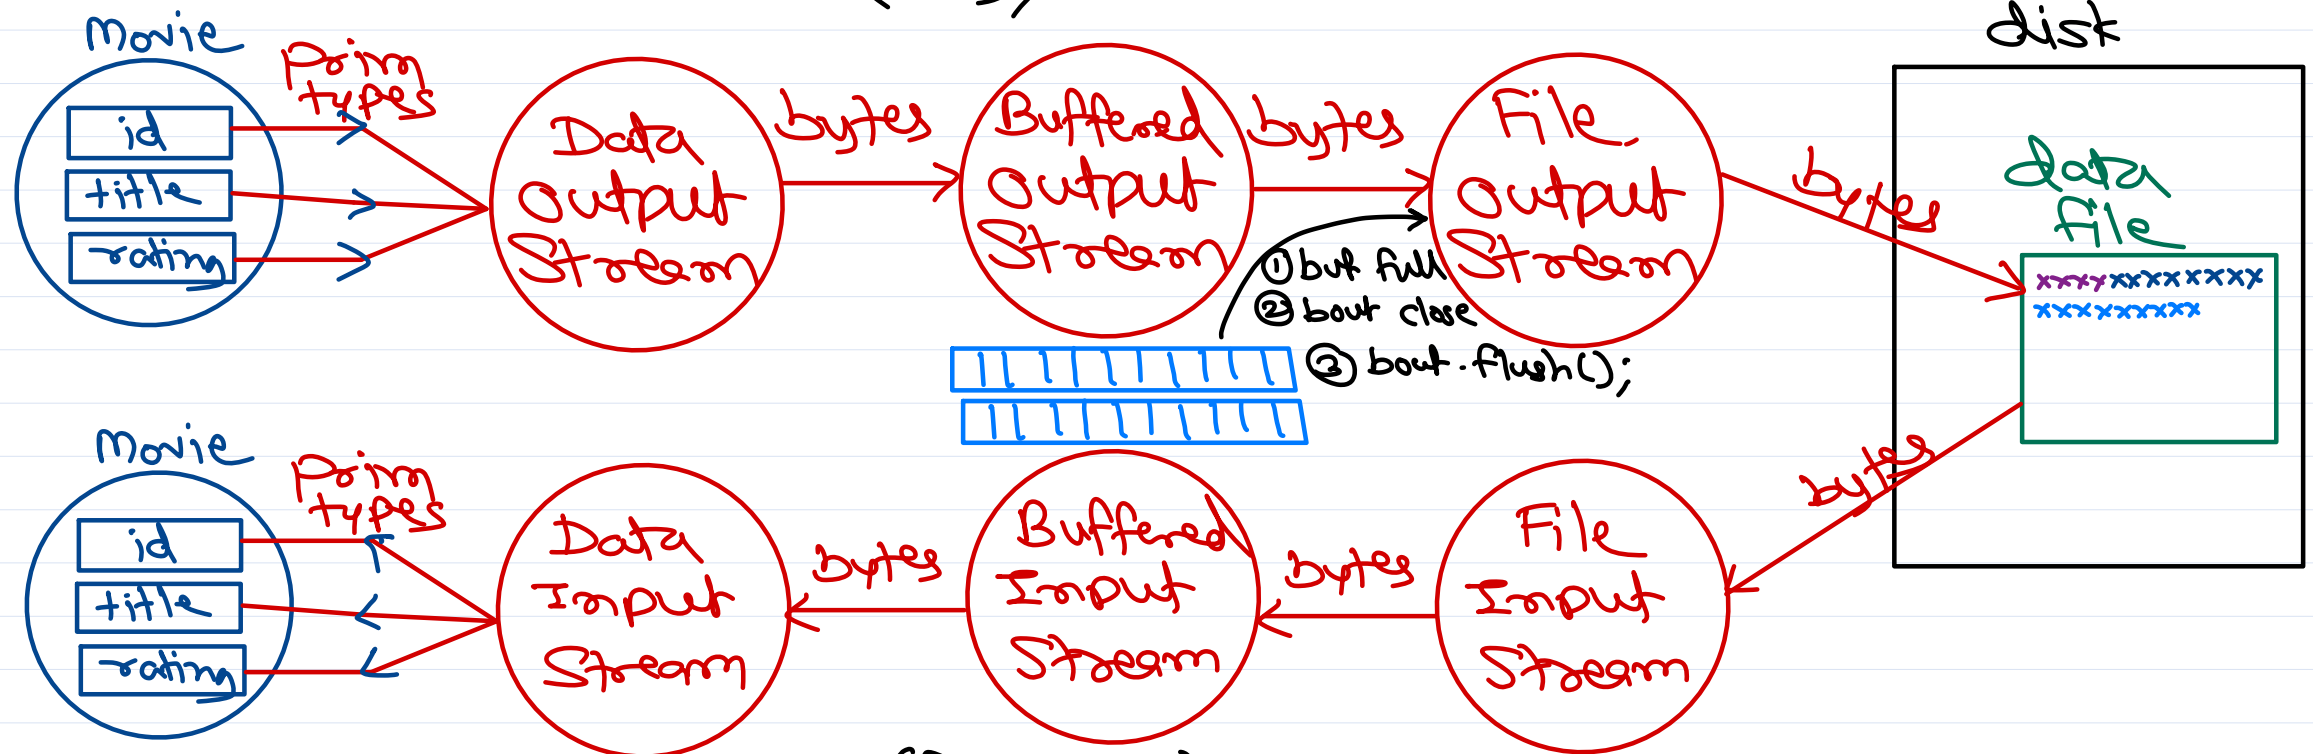 Movie
disk
prim
types
id
title
rating
Data
Output
Stream
bytes
Buffered
Output
Stream
bytes
File
Output
Stream
bytes
data
file
xxxxxxxxxxxx
xxxxxxxx
① buf full
② bout close
③ bout.flush();
Movie
prim
types
id
title
rating
Data
Input
Stream
bytes
Buffered
Input
Stream
bytes
File
Input
Stream
bytes